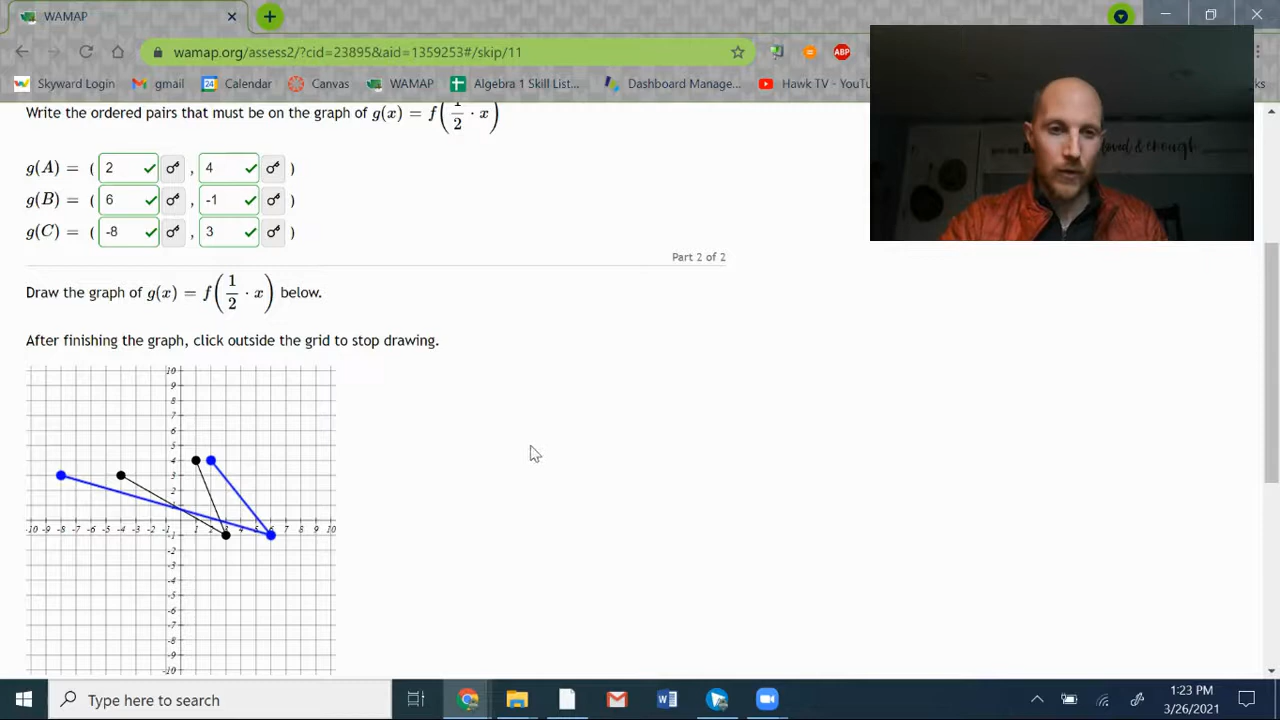 WAMAP
wamap.org/assess2/?cid=23895&aid=1359253#/skip/11
ABP
Skyward Login
gmail
24
Calendar
Canvas
WAMAP
Algebra 1 Skill List...
Dashboard Manage...
Hawk TV - YouTu
ks
Write the ordered pairs that must be on the graph of g(x) = f(1/2 · x)
g(A) = ( 2 , 4 )
g(B) = ( 6 , -1 )
g(C) = ( -8 , 3 )
Part 2 of 2
Draw the graph of g(x) = f(1/2 · x) below.
After finishing the graph, click outside the grid to stop drawing.
10
9
8
7
6
5
4
3
2
-10 -9 -8 -7 -6 -5 -4 -3 -2 -1 1 2 3 4 5 6 7 8 9 10
-1
-2
-3
-4
-5
-6
-7
-8
-9
-10
& enough
Type here to search
1:23 PM
3/26/2021